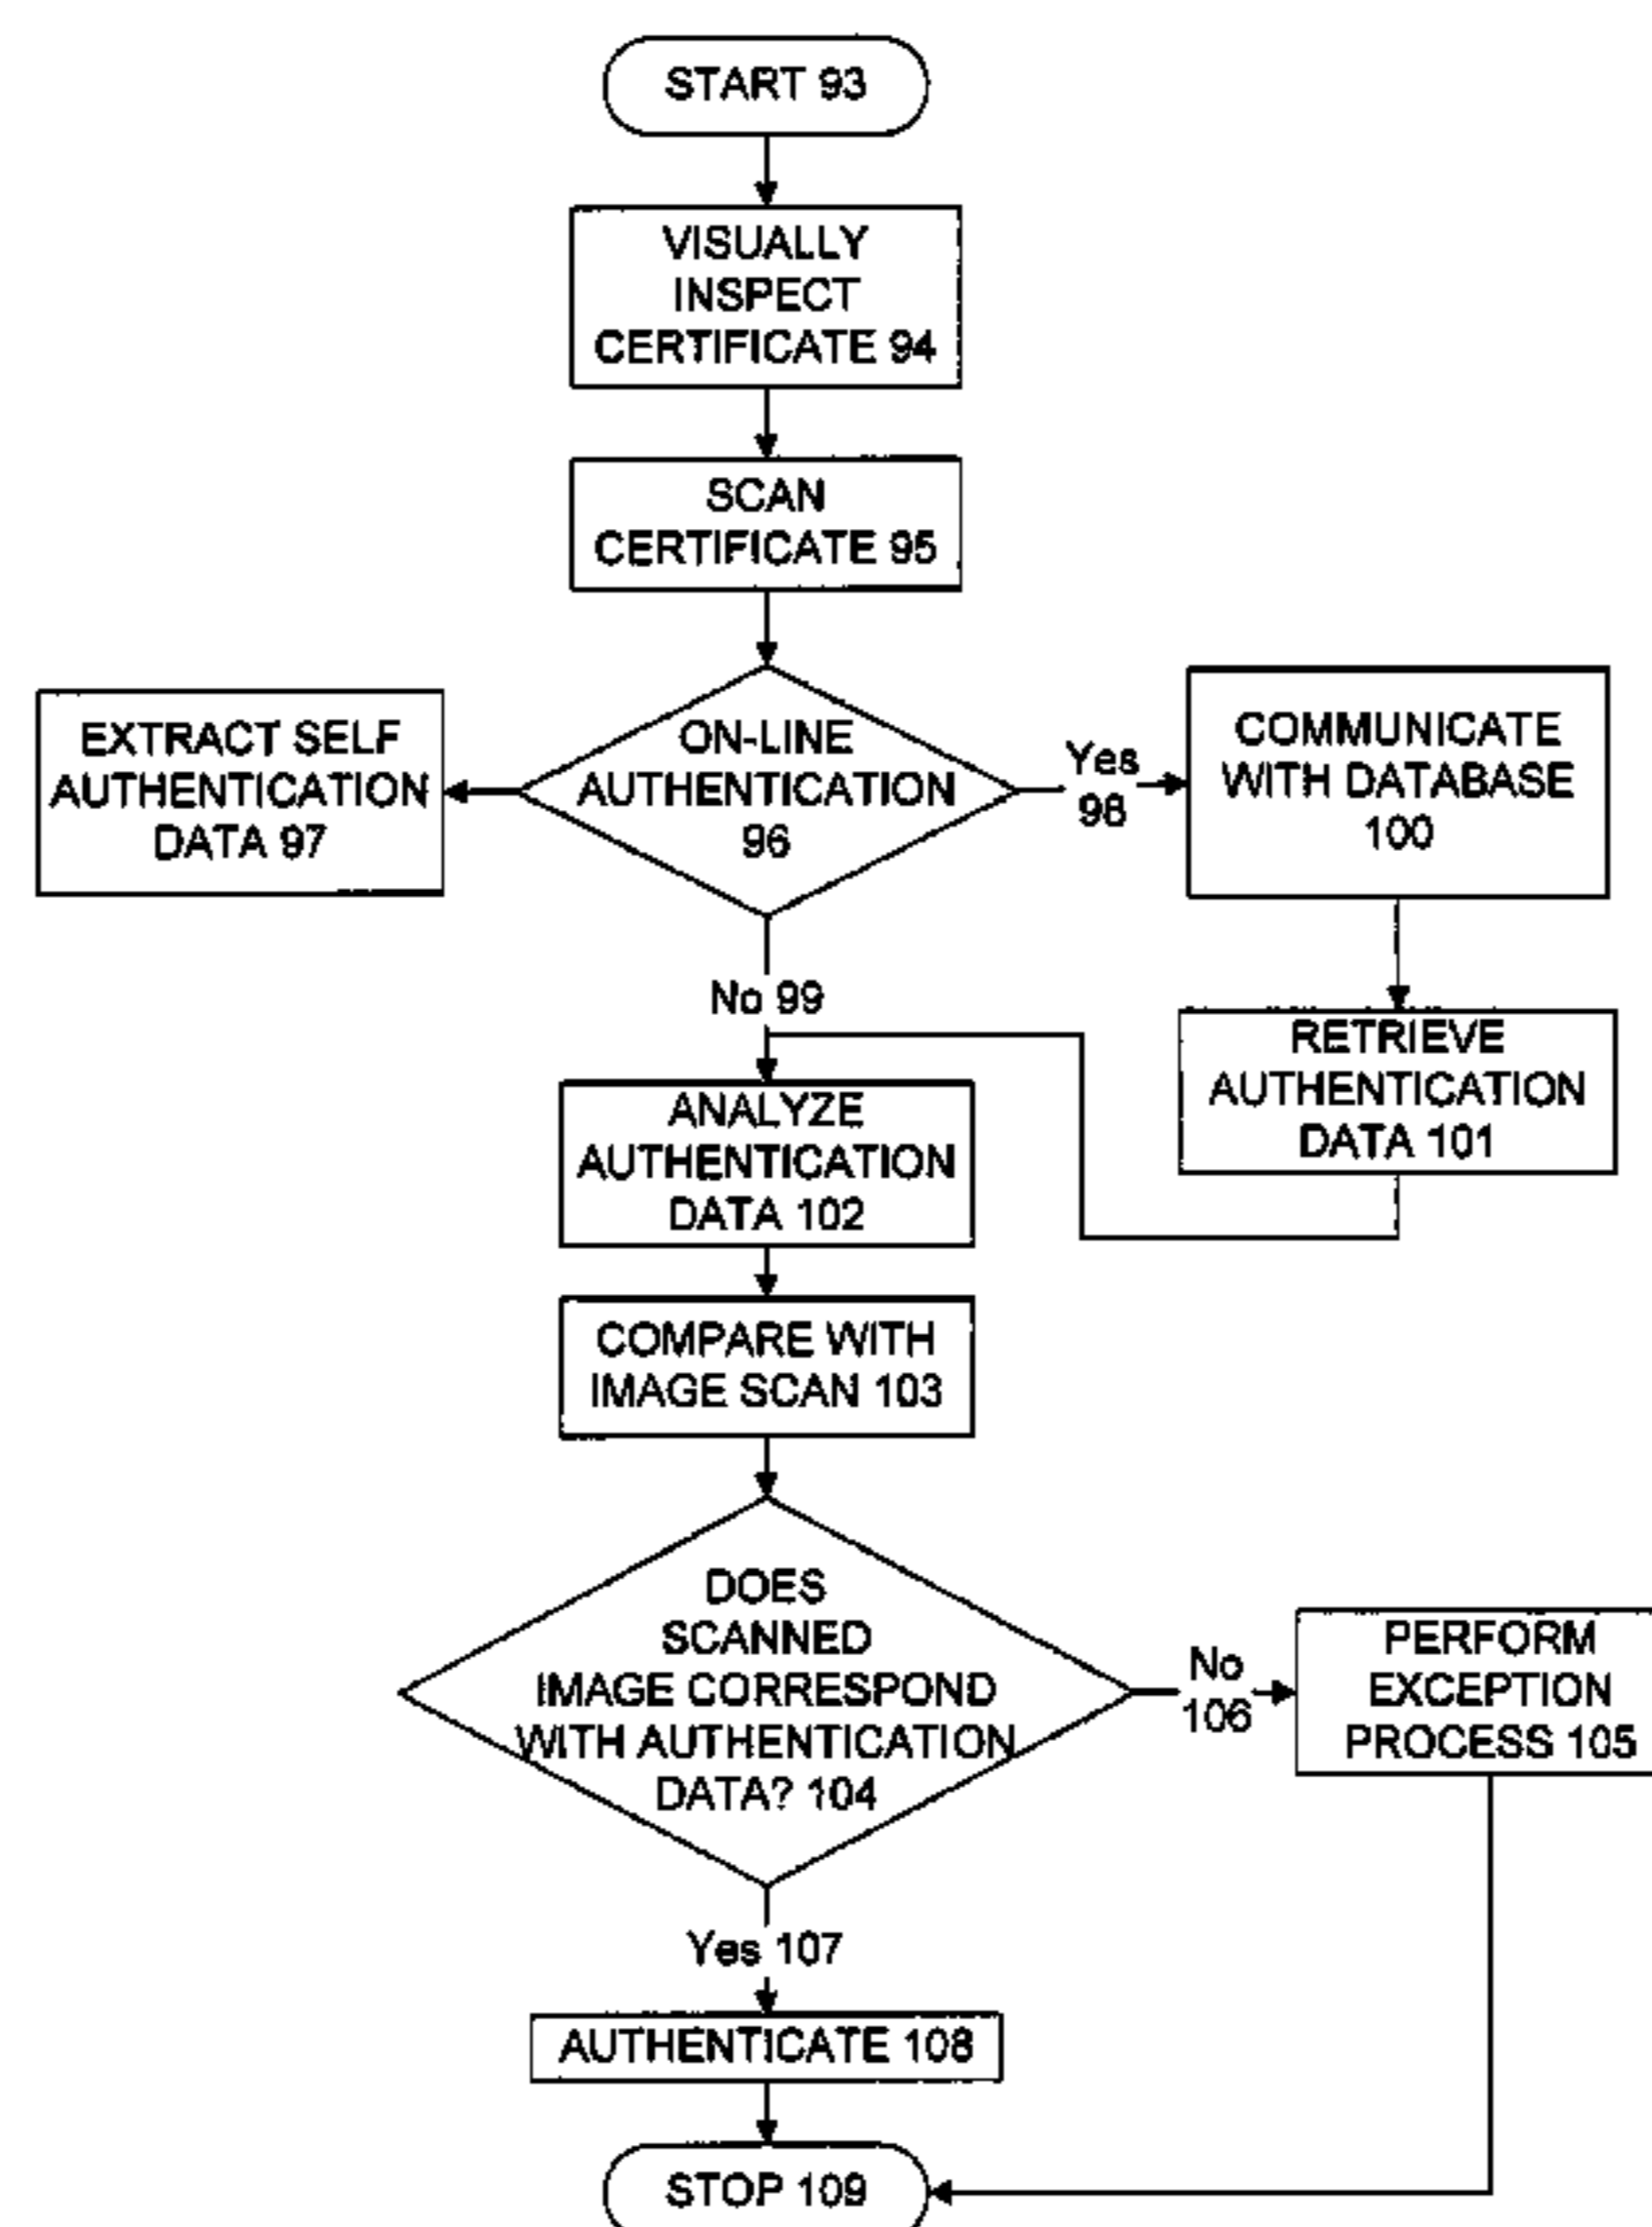 START 93
VISUALLY
INSPECT
CERTIFICATE 94
SCAN
CERTIFICATE 95
EXTRACT SELF
AUTHENTICATION
DATA 97
ON-LINE
AUTHENTICATION
96
Yes
98
COMMUNICATE
WITH DATABASE
100
No 99
RETRIEVE
AUTHENTICATION
DATA 101
ANALYZE
AUTHENTICATION
DATA 102
COMPARE WITH
IMAGE SCAN 103
DOES
SCANNED
IMAGE CORRESPOND
WITH AUTHENTICATION
DATA? 104
No
106
PERFORM
EXCEPTION
PROCESS 105
Yes 107
AUTHENTICATE 108
STOP 109